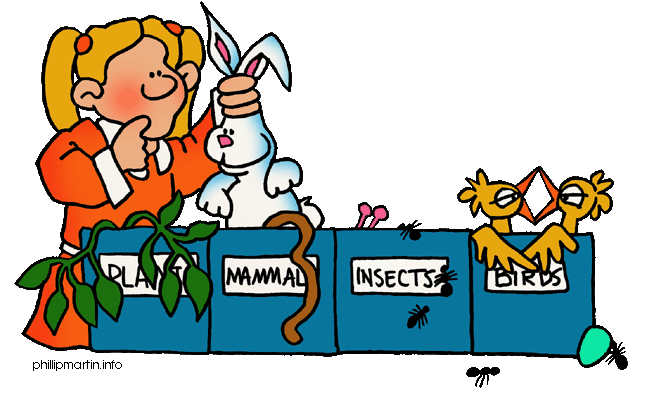 PLANT
MAMMAL
INSECTS
BIRDS
phillipmartin.info